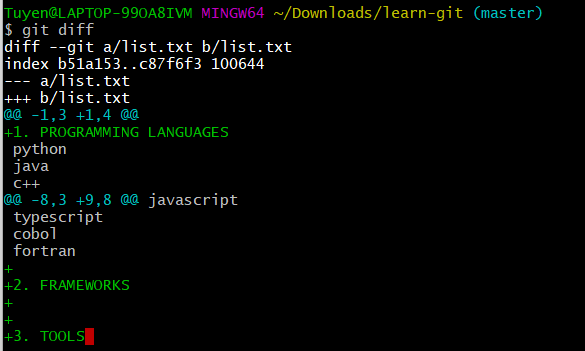 Tuyen@LAPTOP-99OA8IVM MINGW64 ~/Downloads/learn-git (master)
$ git diff
diff --git a/list.txt b/list.txt
index b51a153..c87f6f3 100644
--- a/list.txt
+++ b/list.txt
@@ -1,3 +1,4 @@
+1. PROGRAMMING LANGUAGES
 python
 java
 c++
@@ -8,3 +9,8 @@ javascript
 typescript
 cobol
 fortran
+
+2. FRAMEWORKS
+
+
+3. TOOLS